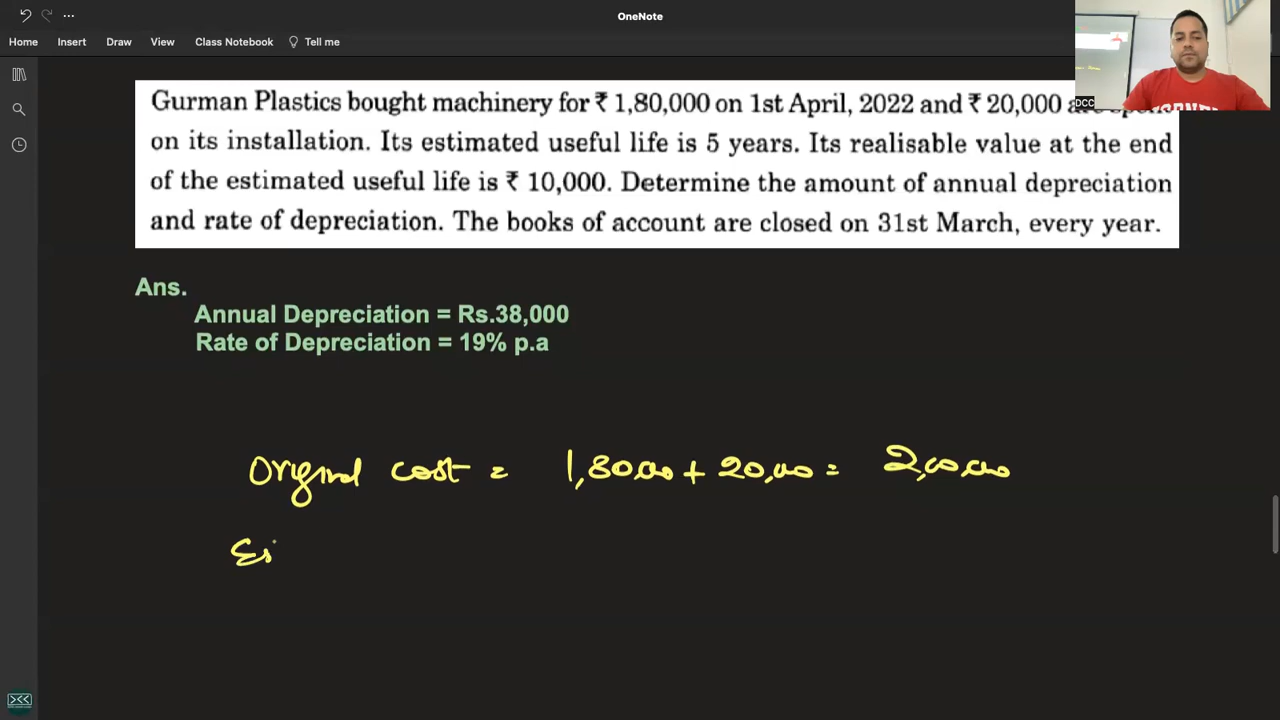 OneNote
Home Insert Draw View Class Notebook Tell me
DCC
Gurman Plastics bought machinery for ₹ 1,80,000 on 1st April, 2022 and ₹ 20,000
on its installation. Its estimated useful life is 5 years. Its realisable value at the end
of the estimated useful life is ₹ 10,000. Determine the amount of annual depreciation
and rate of depreciation. The books of account are closed on 31st March, every year.
Ans.
Annual Depreciation = Rs.38,000
Rate of Depreciation = 19% p.a
Original cost = 1,80,000 + 20,000 = 2,00,000
Es